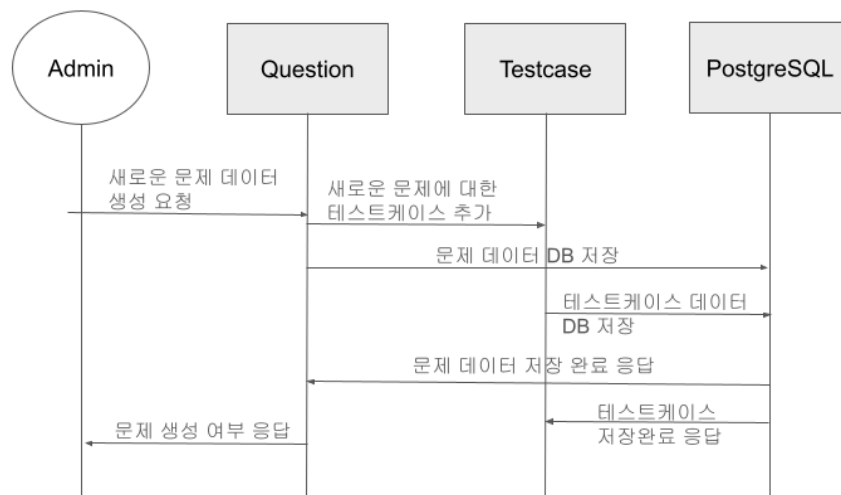 Admin
Question
Testcase
PostgreSQL
새로운 문제 데이터
생성 요청
새로운 문제에 대한
테스트케이스 추가
문제 데이터 DB 저장
테스트케이스 데이터
DB 저장
문제 데이터 저장 완료 응답
테스트케이스
저장완료 응답
문제 생성 여부 응답